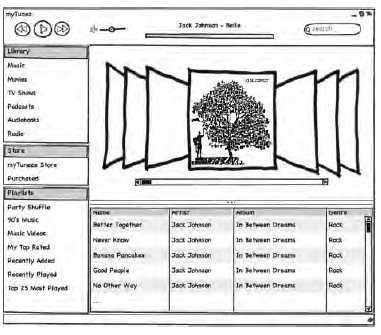 myTunez
Jack Johnson - Belle
search
Library
Music
Movies
TV Shows
Podcasts
Audiobooks
Radio
Store
myTunezz Store
Purchased
Playlists
Party Shuffle
90's Music
Music Videos
My Top Rated
Recently Added
Recently Played
Top 25 Most Played
Name Artist Album Genre
Better Together Jack Johnson In Between Dreams Rock
Never Know Jack Johnson In Between Dreams Rock
Banana Pancakes Jack Johnson In Between Dreams Rock
Good People Jack Johnson In Between Dreams Rock
No Other Way Jack Johnson In Between Dreams Rock
...